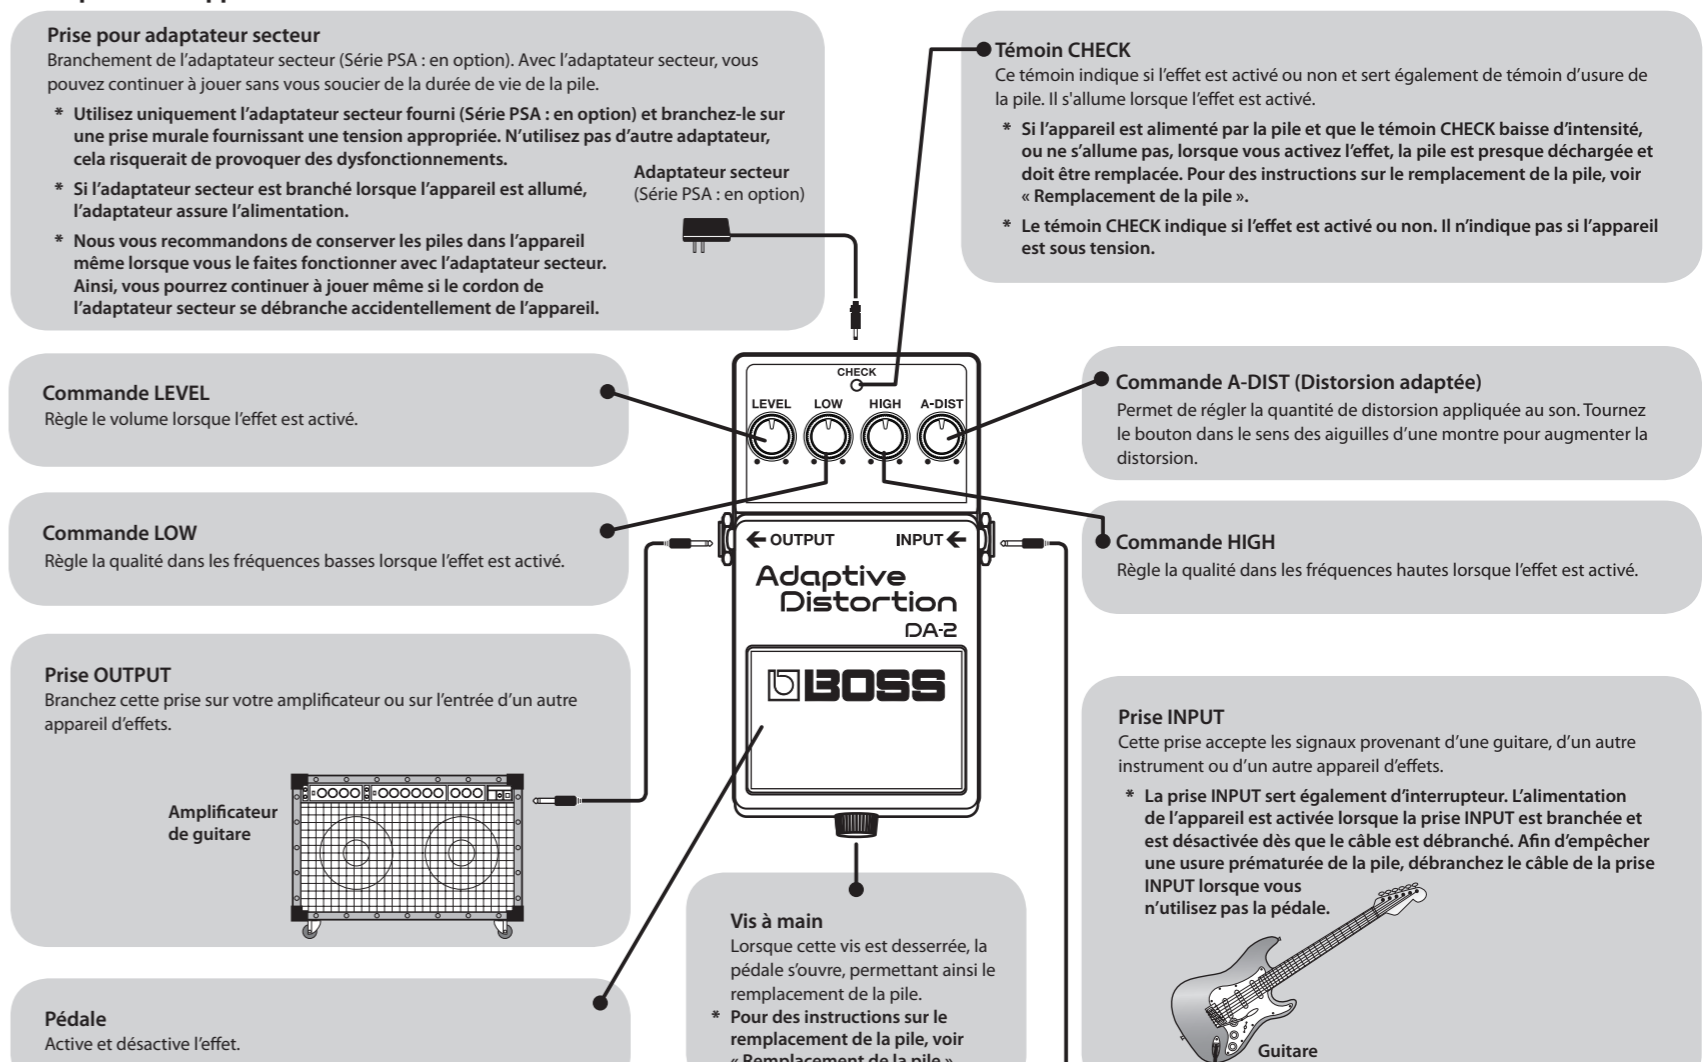 Prise pour adaptateur secteur
Branchement de l’adaptateur secteur (Série PSA : en option). Avec l’adaptateur secteur, vous
pouvez continuer à jouer sans vous soucier de la durée de vie de la pile.
* Utilisez uniquement l’adaptateur secteur fourni (Série PSA : en option) et branchez-le sur
une prise murale fournissant une tension appropriée. N’utilisez pas d’autre adaptateur,
cela risquerait de provoquer des dysfonctionnements.
* Si l’adaptateur secteur est branché lorsque l’appareil est allumé,
l’adaptateur assure l’alimentation.
* Nous vous recommandons de conserver les piles dans l’appareil
même lorsque vous le faites fonctionner avec l’adaptateur secteur.
Ainsi, vous pourrez continuer à jouer même si le cordon de
l’adaptateur secteur se débranche accidentellement de l’appareil.
Adaptateur secteur
(Série PSA : en option)
Témoin CHECK
Ce témoin indique si l’effet est activé ou non et sert également de témoin d’usure de
la pile. Il s'allume lorsque l’effet est activé.
* Si l’appareil est alimenté par la pile et que le témoin CHECK baisse d’intensité,
ou ne s’allume pas, lorsque vous activez l’effet, la pile est presque déchargée et
doit être remplacée. Pour des instructions sur le remplacement de la pile, voir
« Remplacement de la pile ».
* Le témoin CHECK indique si l’effet est activé ou non. Il n’indique pas si l’appareil
est sous tension.
Commande LEVEL
Règle le volume lorsque l’effet est activé.
Commande LOW
Règle la qualité dans les fréquences basses lorsque l’effet est activé.
CHECK
LEVEL LOW HIGH A-DIST
OUTPUT INPUT
Adaptive
Distortion
DA-2
BOSS
Commande A-DIST (Distorsion adaptée)
Permet de régler la quantité de distorsion appliquée au son. Tournez
le bouton dans le sens des aiguilles d’une montre pour augmenter la
distorsion.
Commande HIGH
Règle la qualité dans les fréquences hautes lorsque l’effet est activé.
Prise OUTPUT
Branchez cette prise sur votre amplificateur ou sur l’entrée d’un autre
appareil d’effets.
Amplificateur
de guitare
Prise INPUT
Cette prise accepte les signaux provenant d’une guitare, d’un autre
instrument ou d’un autre appareil d’effets.
* La prise INPUT sert également d’interrupteur. L’alimentation
de l’appareil est activée lorsque la prise INPUT est branchée et
est désactivée dès que le câble est débranché. Afin d’empêcher
une usure prématurée de la pile, débranchez le câble de la prise
INPUT lorsque vous
n’utilisez pas la pédale.
Guitare
Vis à main
Lorsque cette vis est desserrée, la
pédale s’ouvre, permettant ainsi le
remplacement de la pile.
* Pour des instructions sur le
remplacement de la pile, voir
« Remplacement de la pile »
Pédale
Active et désactive l’effet.